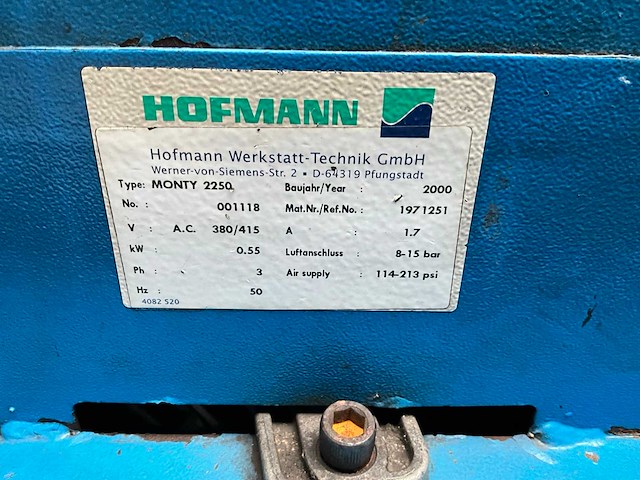 HOFMANN
Hofmann Werkstatt-Technik GmbH
Werner-von-Siemens-Str. 2 ▪ D-64319 Pfungstadt
Type: MONTY 2250 Baujahr/Year : 2000
No. : 001118 Mat.Nr./Ref.No. : 1971251
V : A.C. 380/415 A : 1.7
kW : 0.55 Luftanschluss : 8-15 bar
Ph : 3 Air supply : 114-213 psi
Hz : 50
4082 520